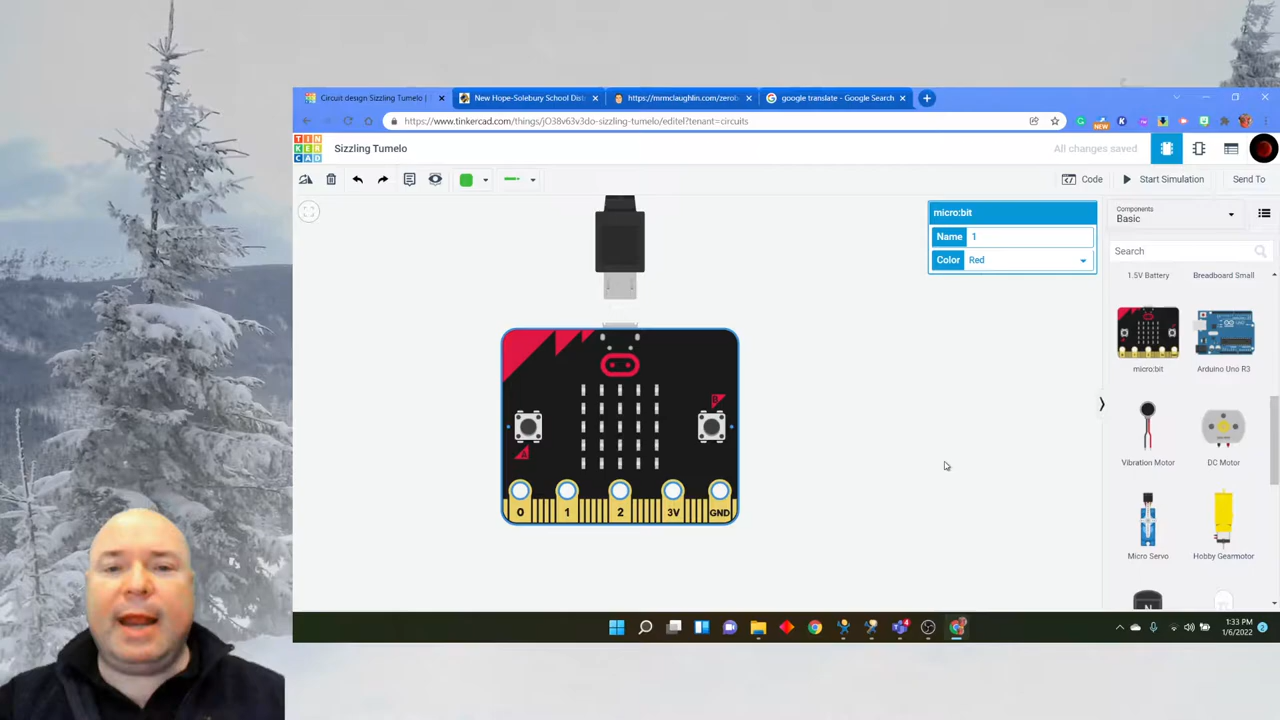 Circuit design Sizzling Tumelo |
New Hope-Solebury School Dist
https://mrmclaughlin.com/zerob
google translate - Google Search
https://www.tinkercad.com/things/jO38v63v3do-sizzling-tumelo/editel?tenant=circuits
NEW
TIN
KER
CAD
Sizzling Tumelo
All changes saved
Code
Start Simulation
Send To
micro:bit
Name 1
Color Red
Components
Basic
Search
1.5V Battery
Breadboard Small
micro:bit
Arduino Uno R3
Vibration Motor
DC Motor
Micro Servo
Hobby Gearmotor
N
B
A
0 1 2 3V GND
4
1:33 PM
1/6/2022
2